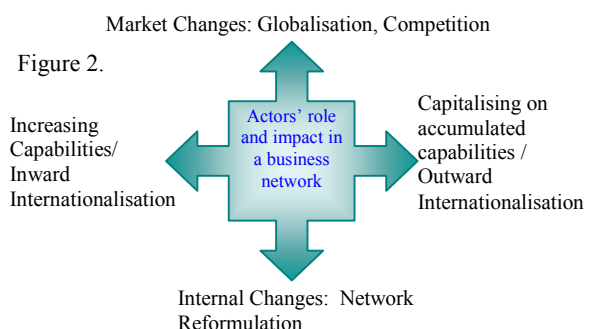 Market Changes: Globalisation, Competition
Figure 2.
Increasing
Capabilities/
Inward
Internationalisation
Actors' role
and impact in
a business
network
Capitalising on
accumulated
capabilities /
Outward
Internationalisation
Internal Changes:  Network
Reformulation